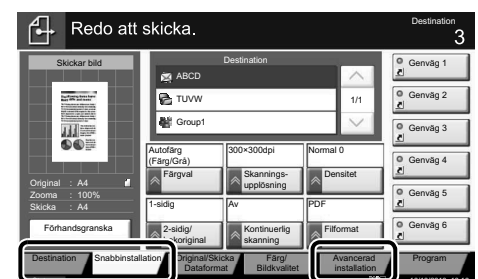 Redo att skicka.
Destination
3
Skickar bild
Original : A4
Zooma : 100%
Skicka : A4
Förhandsgranska
Destination
ABCD
TUVW
Group1
1/1
Autofärg
(Färg/Grå)
Färgval
300×300dpi
Skannings-
upplösning
Normal 0
Densitet
1-sidig
2-sidig/
Av
Kontinuerlig
skanning
PDF
Filformat
Genväg 1
Genväg 2
Genväg 3
Genväg 4
Genväg 5
Genväg 6
Destination
Snabbinstallation
Original/Skicka
Dataformat
Färg/
Bildkvalitet
Avancerad
installation
Program